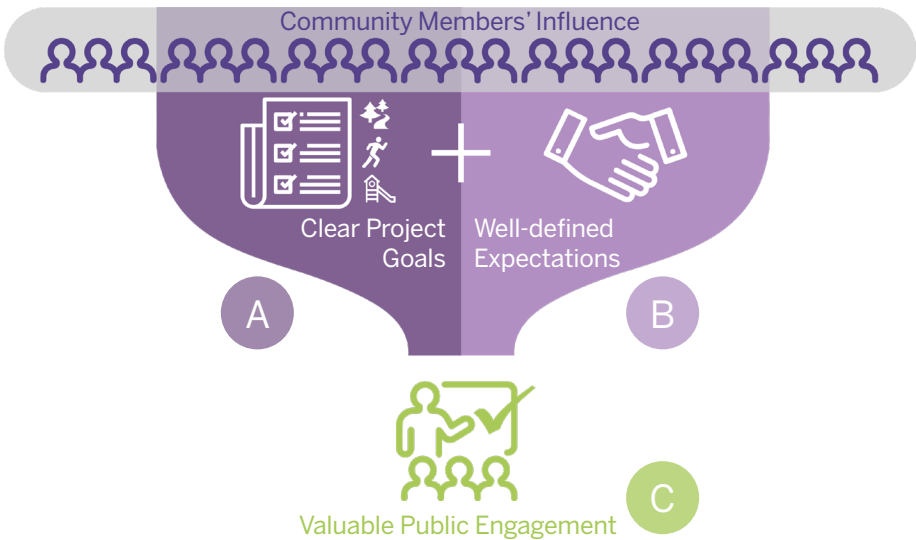 Community Members' Influence
Clear Project
Goals
Well-defined
Expectations
A
B
C
Valuable Public Engagement